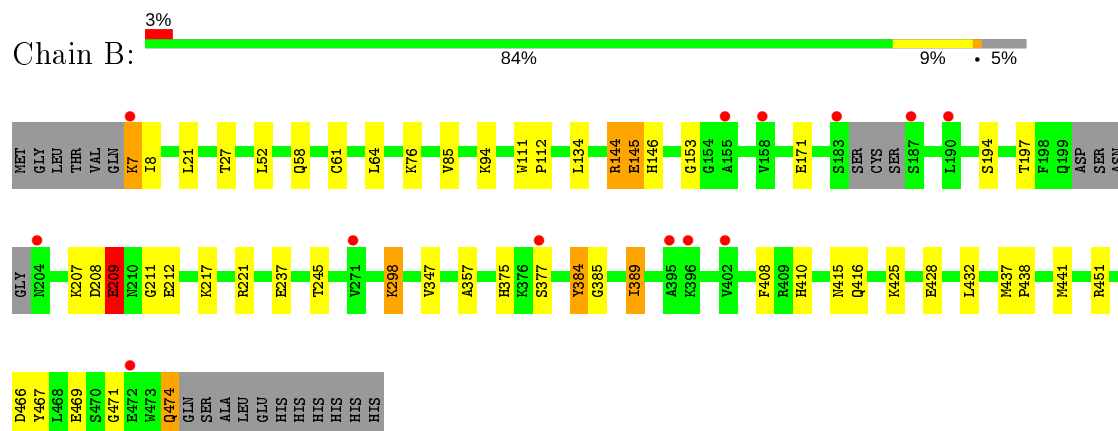 3%
Chain B:
84% 9% • 5%
MET GLY LEU THR VAL GLN K7 I8 L21 T27 L52 Q58 C61 L64 K76 V85 K94 W111 P112 L134 R144 E145 H146 G153 G154 A155 V158 E171 S183 SER CYS SER S187 L190 S194 T197 F198 Q199 ASP SER ASN
GLY N204 K207 D208 E209 N210 G211 E212 K217 R221 E237 T245 V271 K298 V347 A357 H375 K376 S377 Y384 G385 I389 A395 K396 V402 F408 R409 H410 N415 Q416 K425 E428 L432 M437 P438 M441 R451
D466 Y467 L468 E469 S470 G471 E472 W473 Q474 GLN SER ALA LEU GLU HIS HIS HIS HIS HIS HIS